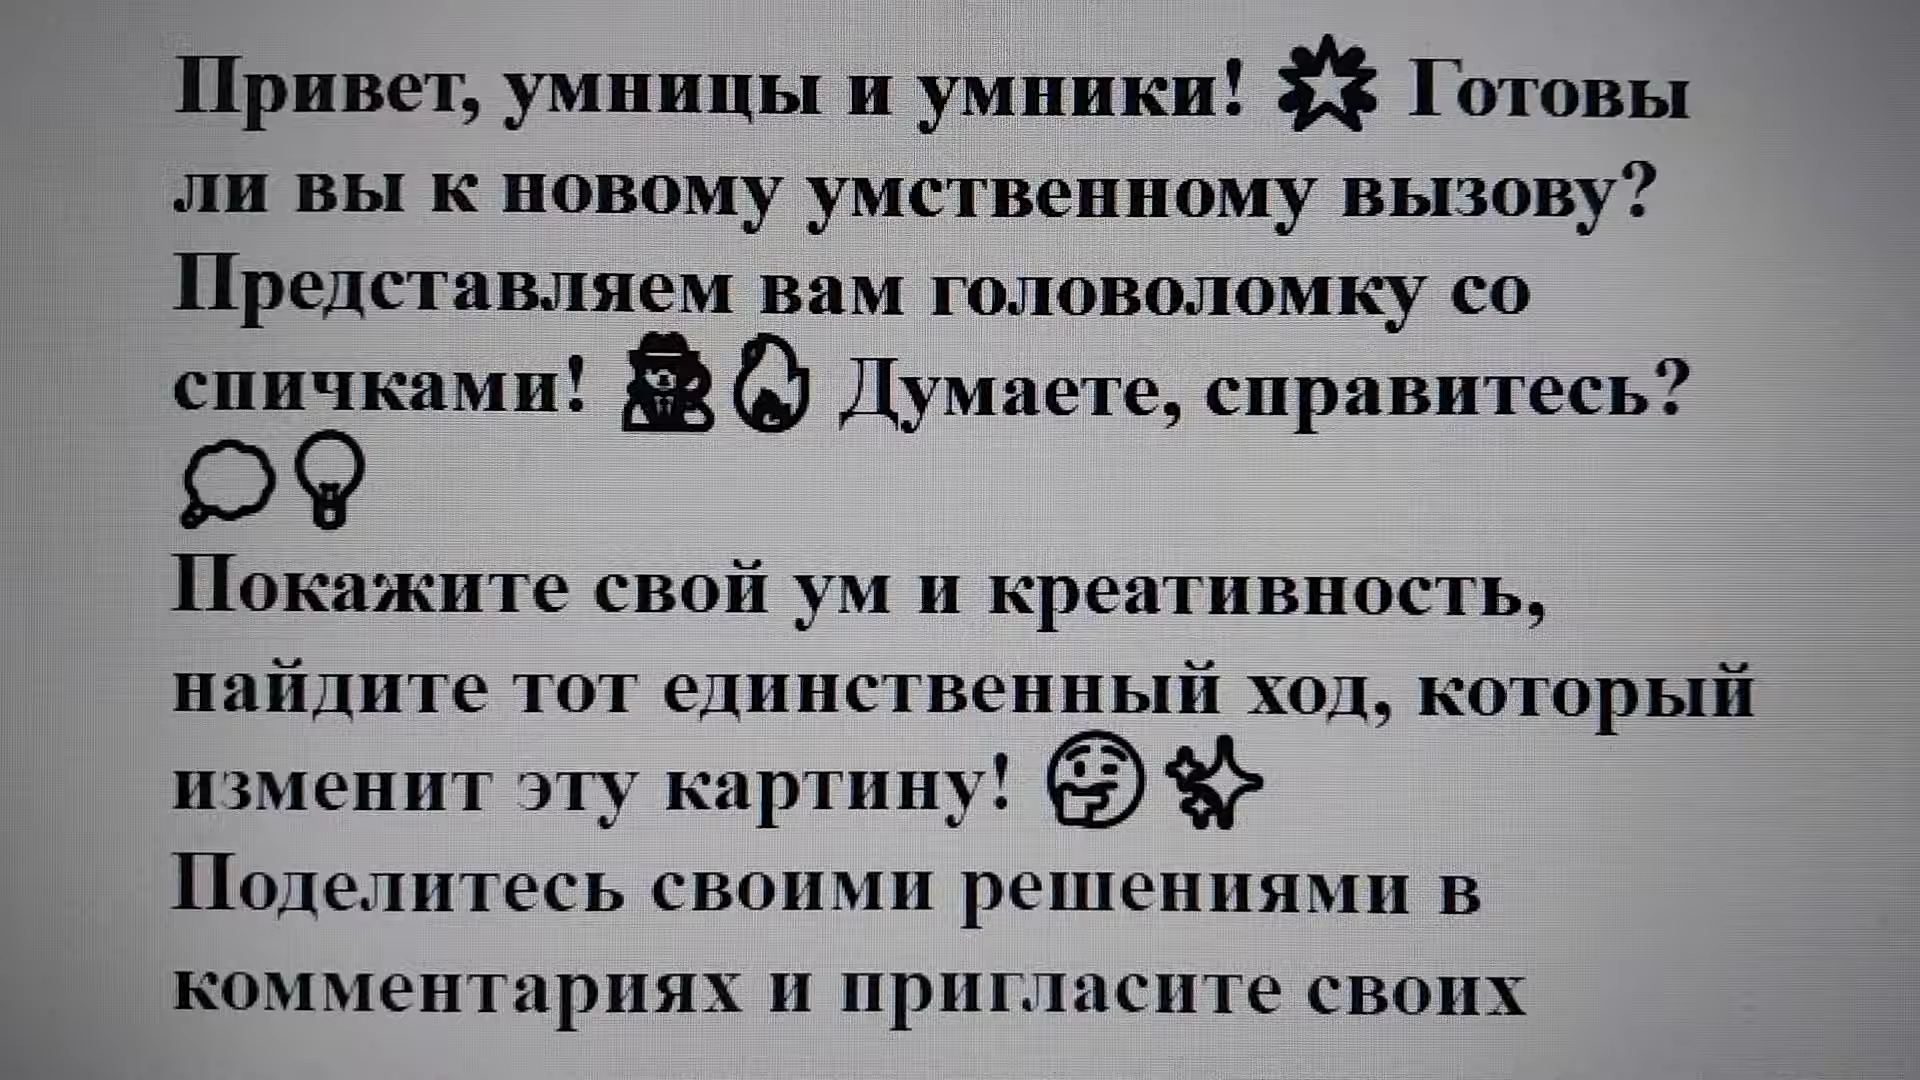 Привет, умницы и умники! 🌟 Готовы
ли вы к новому умственному вызову?
Представляем вам головоломку со
спичками! 🕵🔥 Думаете, справитесь?
💭💡
Покажите свой ум и креативность,
найдите тот единственный ход, который
изменит эту картину! 🤔✨
Поделитесь своими решениями в
комментариях и пригласите своих